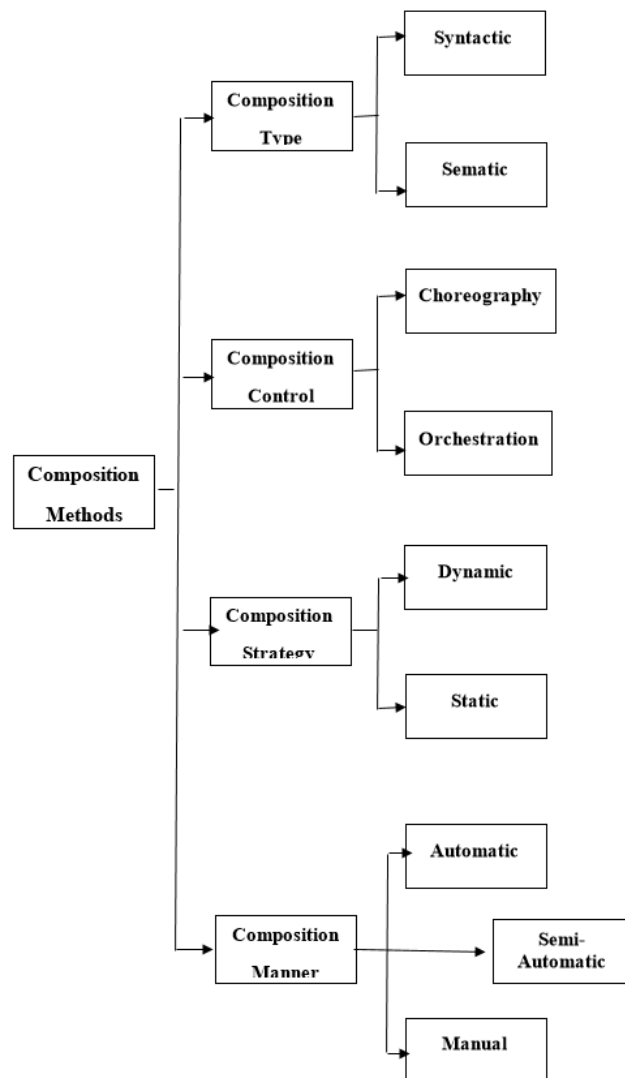 Syntactic
Composition
Type
Sematic
Choreography
Composition
Control
Orchestration
Composition
Methods
Dynamic
Composition
Strategy
Static
Automatic
Composition
Manner
Semi-
Automatic
Manual